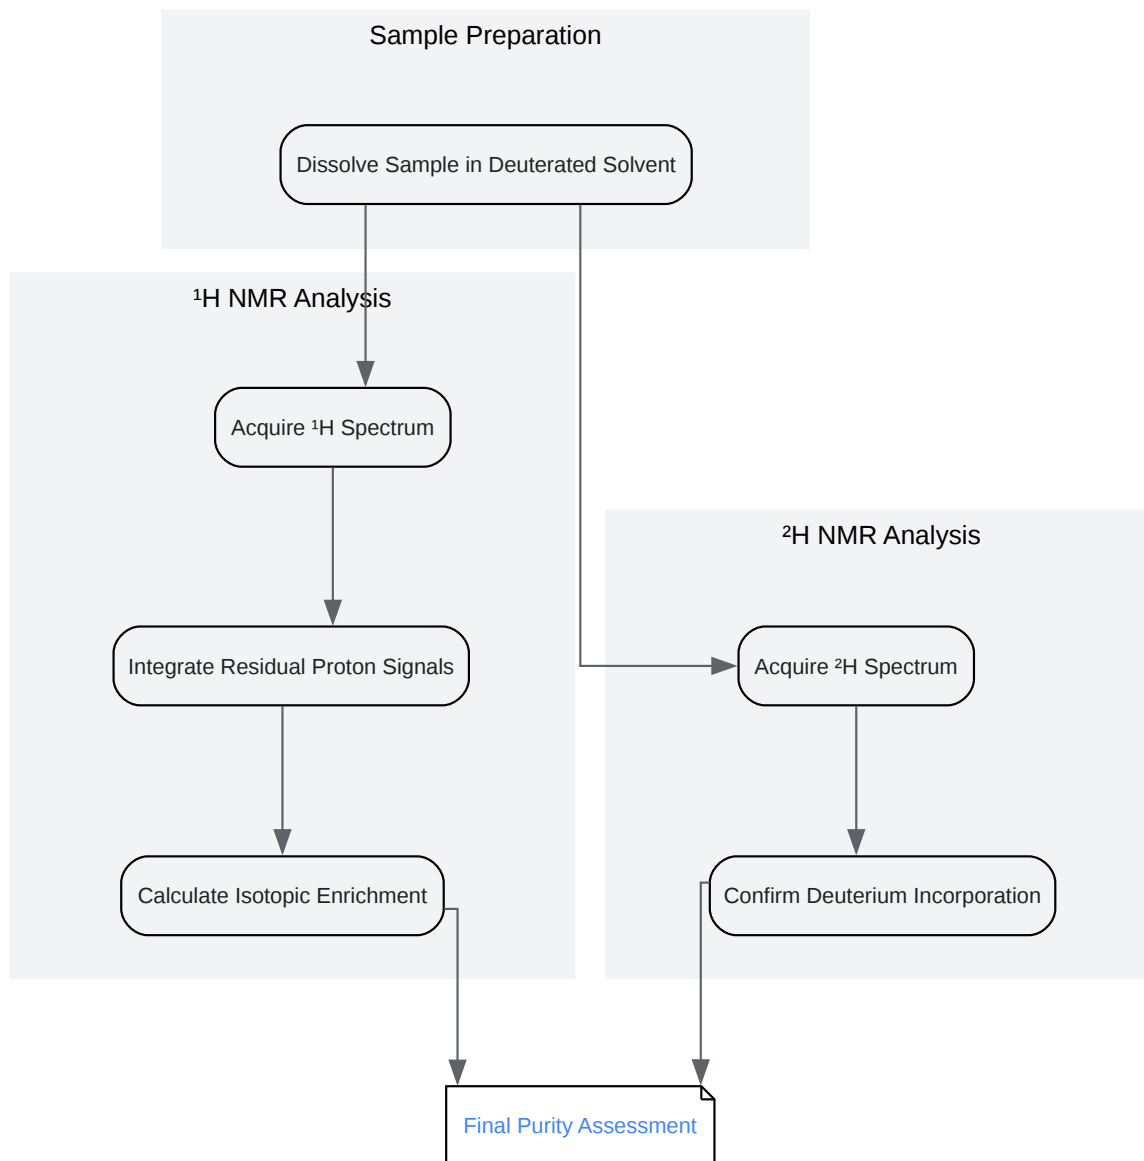 Sample Preparation
Dissolve Sample in Deuterated Solvent
¹H NMR Analysis
Acquire ¹H Spectrum
Integrate Residual Proton Signals
Calculate Isotopic Enrichment
²H NMR Analysis
Acquire ²H Spectrum
Confirm Deuterium Incorporation
Final Purity Assessment